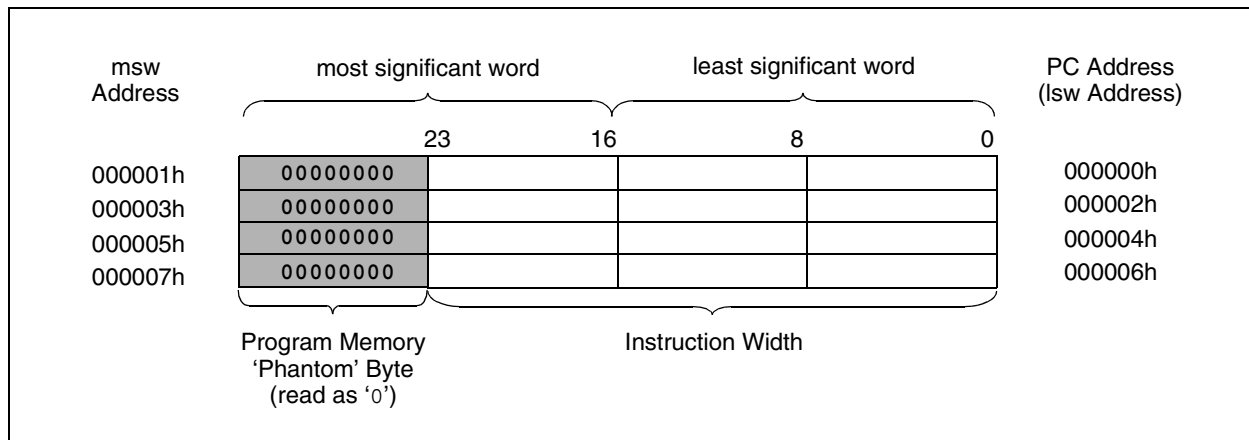 msw
Address
most significant word
least significant word
PC Address
(lsw Address)
23
16
8
0
000001h
00000000
000000h
000003h
00000000
000002h
000005h
00000000
000004h
000007h
00000000
000006h
Program Memory
‘Phantom’ Byte
(read as ‘0’)
Instruction Width